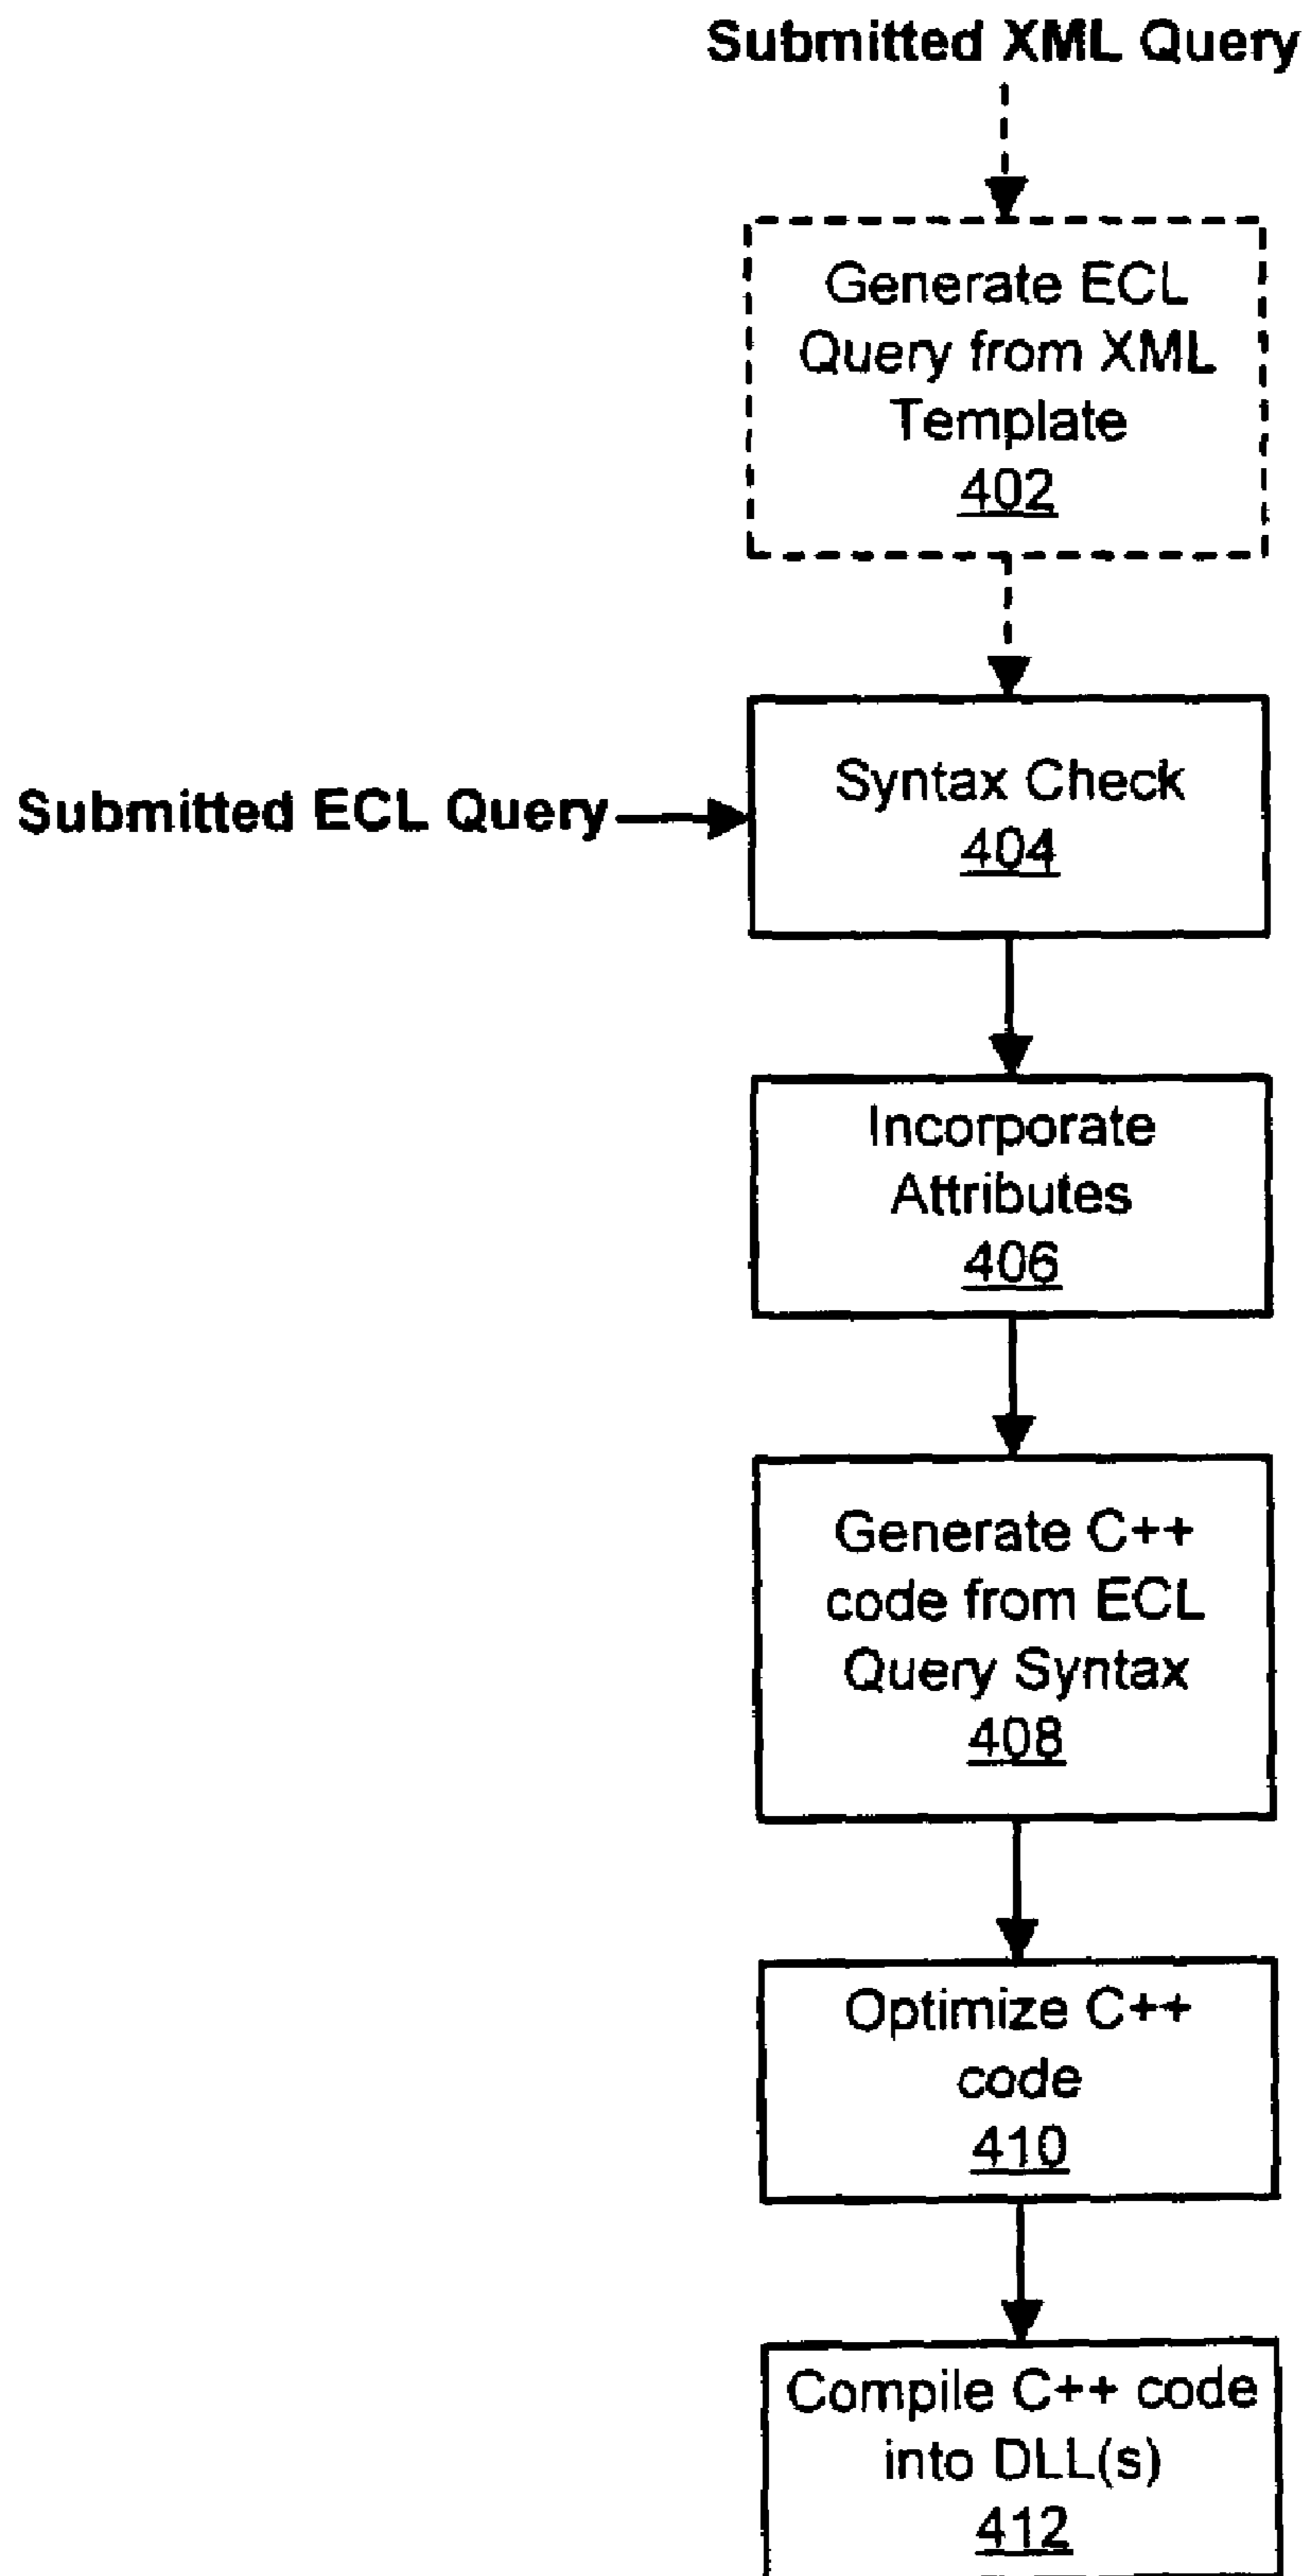 Submitted XML Query
Generate ECL
Query from XML
Template
402
Submitted ECL Query
Syntax Check
404
Incorporate
Attributes
406
Generate C++
code from ECL
Query Syntax
408
Optimize C++
code
410
Compile C++ code
into DLL(s)
412